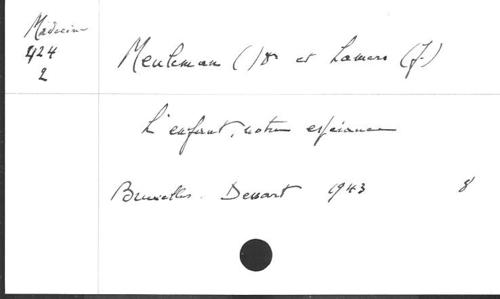 Médecine
424
2
Meuleman ( ) Dr et Lamers (J.)
L'enfant, notre espérance
Bruxelles. Dessart 1943 8°